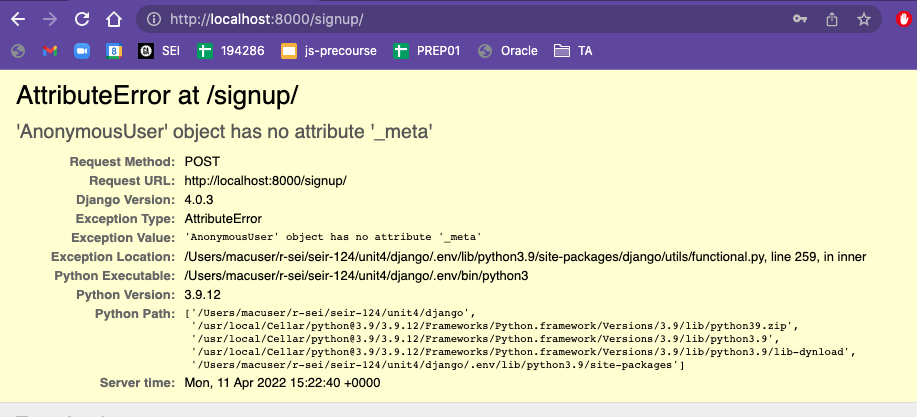 http://localhost:8000/signup/
8
GA
SEI
194286
js-precourse
PREP01
Oracle
TA
AttributeError at /signup/
'AnonymousUser' object has no attribute '_meta'
Request Method: POST
Request URL: http://localhost:8000/signup/
Django Version: 4.0.3
Exception Type: AttributeError
Exception Value: 'AnonymousUser' object has no attribute '_meta'
Exception Location: /Users/macuser/r-sei/seir-124/unit4/django/.env/lib/python3.9/site-packages/django/utils/functional.py, line 259, in inner
Python Executable: /Users/macuser/r-sei/seir-124/unit4/django/.env/bin/python3
Python Version: 3.9.12
Python Path: ['/Users/macuser/r-sei/seir-124/unit4/django',
'/usr/local/Cellar/python@3.9/3.9.12/Frameworks/Python.framework/Versions/3.9/lib/python39.zip',
'/usr/local/Cellar/python@3.9/3.9.12/Frameworks/Python.framework/Versions/3.9/lib/python3.9',
'/usr/local/Cellar/python@3.9/3.9.12/Frameworks/Python.framework/Versions/3.9/lib/python3.9/lib-dynload',
'/Users/macuser/r-sei/seir-124/unit4/django/.env/lib/python3.9/site-packages']
Server time: Mon, 11 Apr 2022 15:22:40 +0000